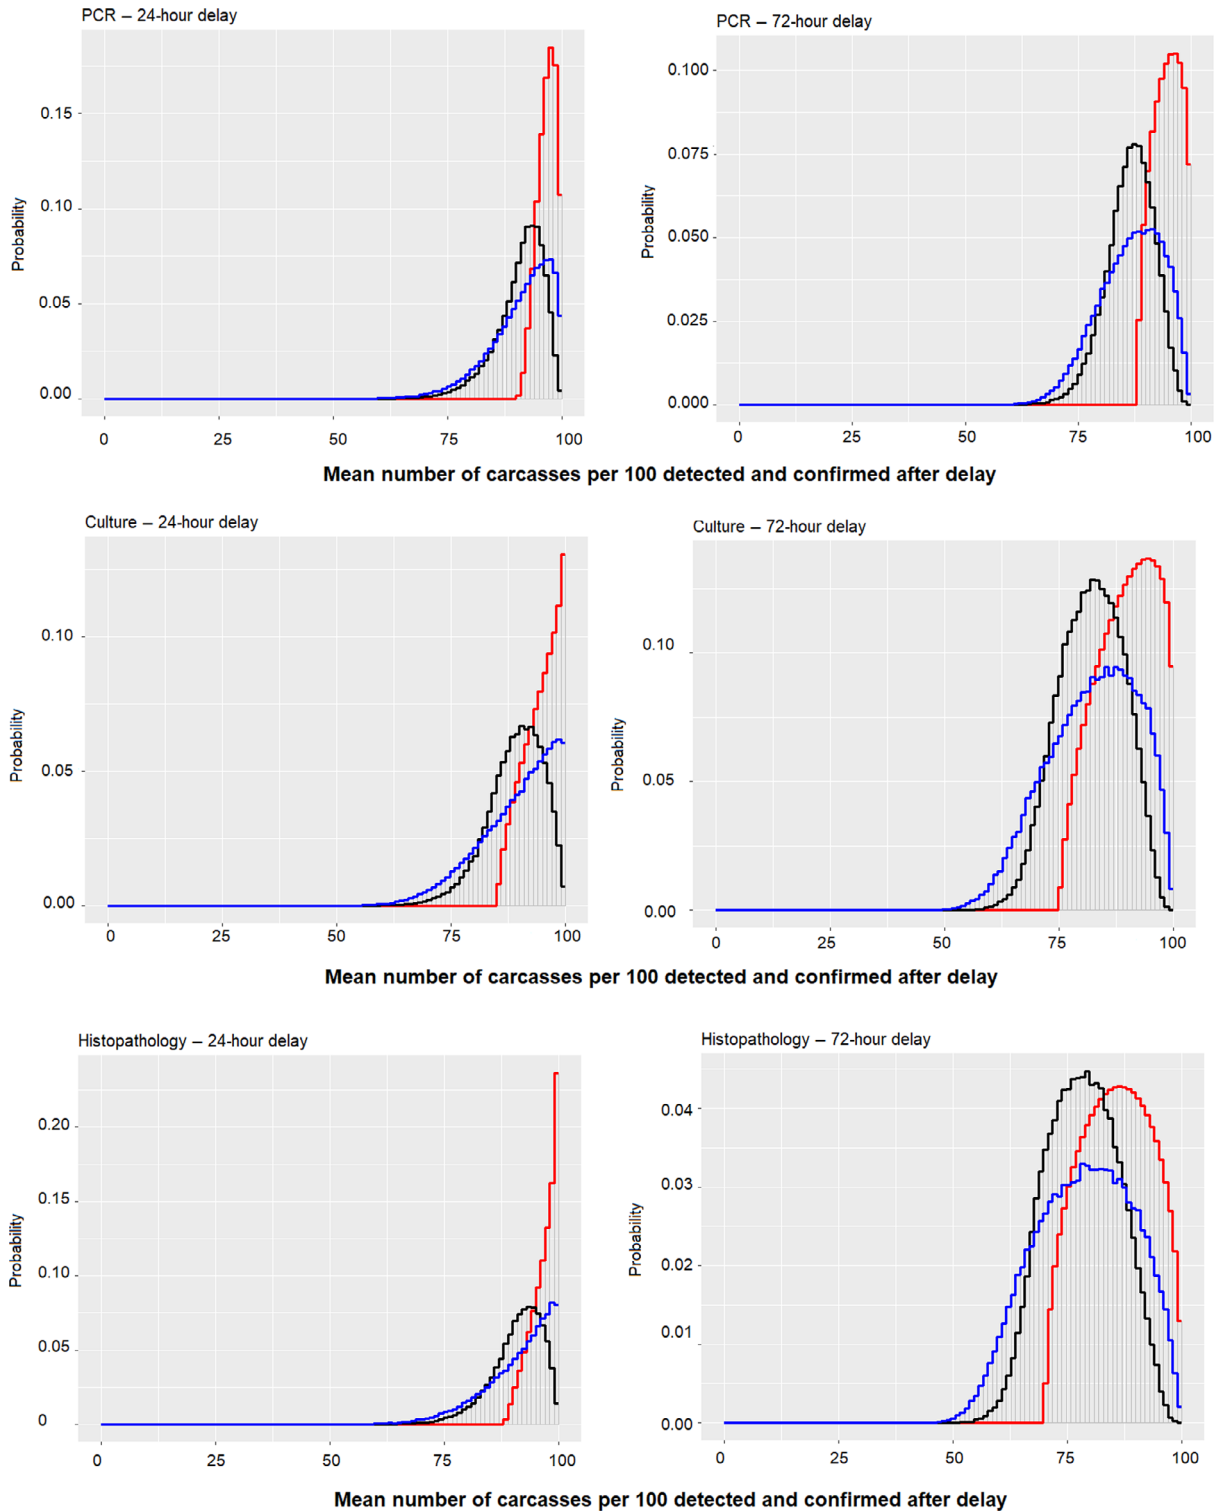 PCR – 24-hour delay
Probability
0.15
0.10
0.05
0.00
0 25 50 75 100
PCR – 72-hour delay
Probability
0.100
0.075
0.050
0.025
0.000
0 25 50 75 100
Mean number of carcasses per 100 detected and confirmed after delay
Culture – 24-hour delay
Probability
0.10
0.05
0.00
0 25 50 75 100
Culture – 72-hour delay
Probability
0.10
0.05
0.00
0 25 50 75 100
Mean number of carcasses per 100 detected and confirmed after delay
Histopathology – 24-hour delay
Probability
0.20
0.15
0.10
0.05
0
0 25 50 75 100
Histopathology – 72-hour delay
Probability
0.04
0.03
0.02
0.01
0.00
0 25 50 75 100
Mean number of carcasses per 100 detected and confirmed after delay